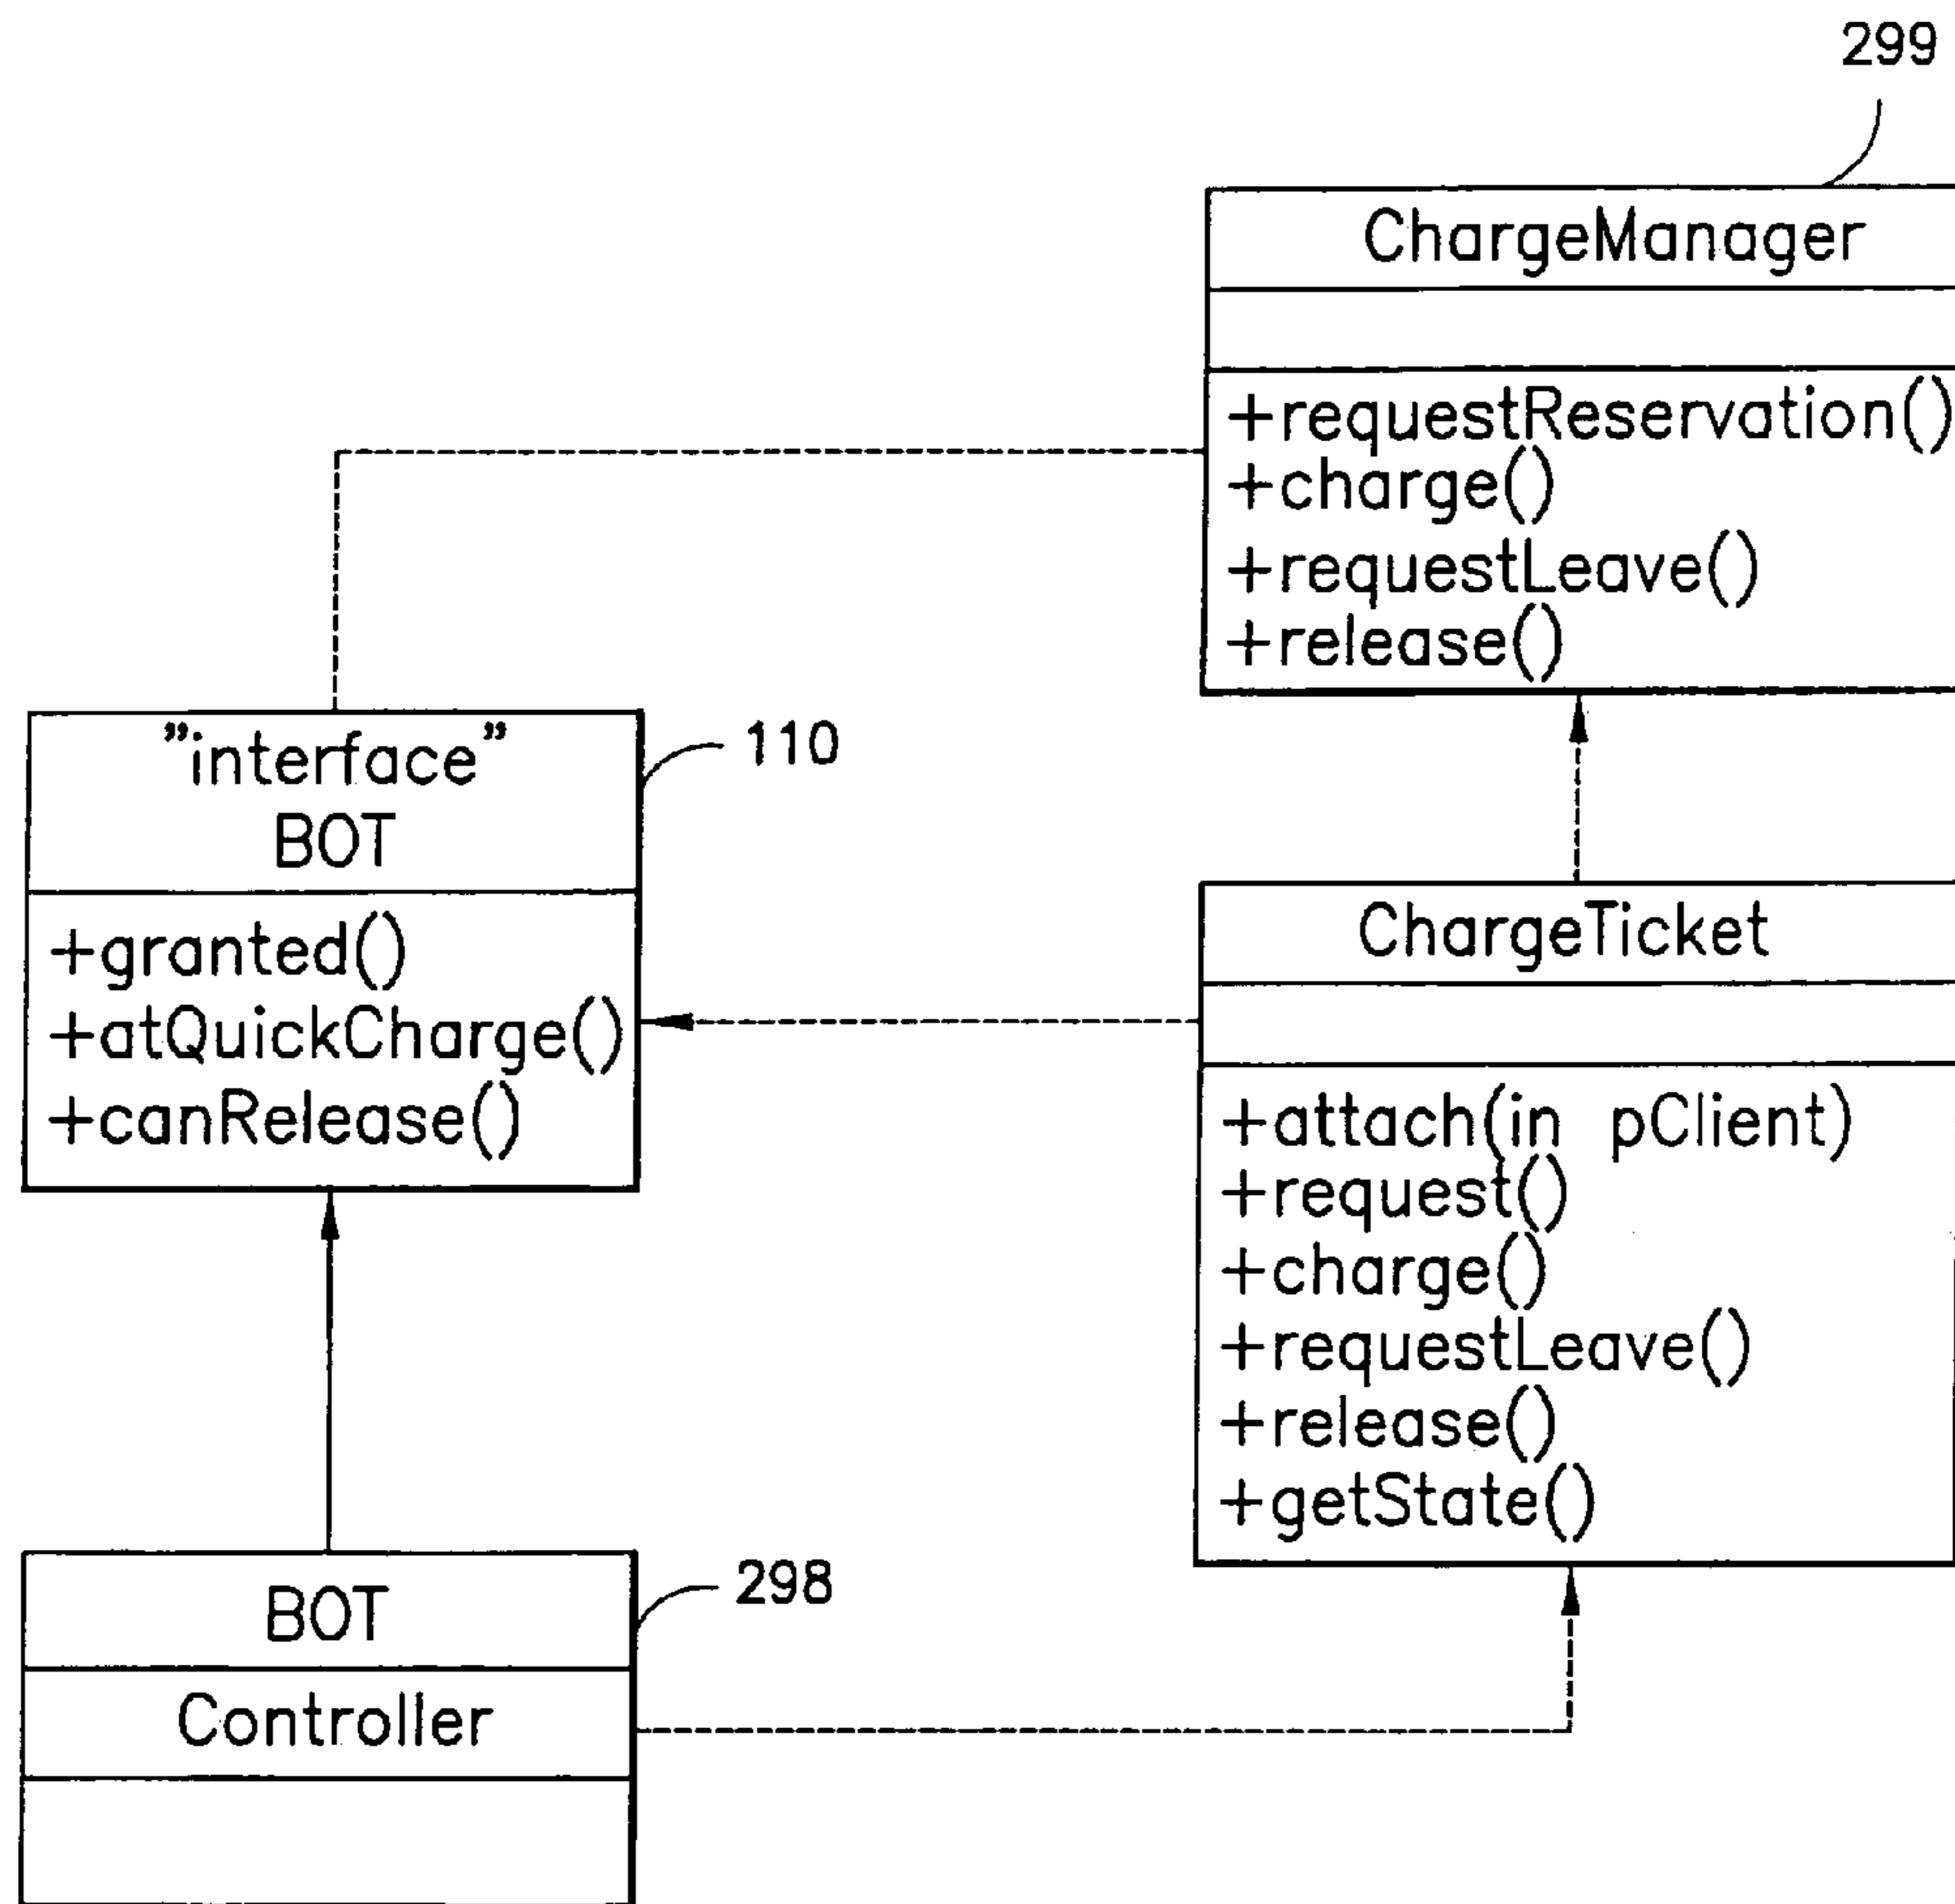 299
ChargeManager
+requestReservation()
+charge()
+requestLeave()
+release()
"interface"
BOT
110
+granted()
+atQuickCharge()
+canRelease()
ChargeTicket
+attach(in pClient)
+request()
+charge()
+requestLeave()
+release()
+getState()
BOT
298
Controller